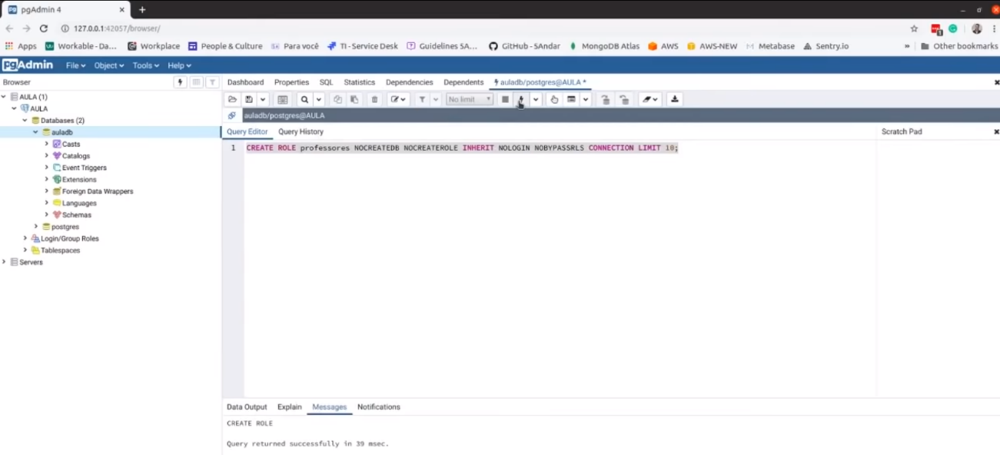 pgAdmin 4
127.0.0.1:42057/browser/
Apps Workable - Da... Workplace People & Culture Para você TI - Service Desk Guidelines SA... GitHub - SAndar MongoDB Atlas AWS AWS-NEW Metabase Sentry.io » Other bookmarks
pgAdmin File Object Tools Help
Browser Dashboard Properties SQL Statistics Dependencies Dependents auladb/postgres@AULA *
AULA (1) No limit
AULA
Databases (2) auladb/postgres@AULA
auladb Query Editor Query History Scratch Pad
Casts 1 CREATE ROLE professores NOCREATEDB NOCREATEROLE INHERIT NOLOGIN NOBYPASSRLS CONNECTION LIMIT 10;
Catalogs
Event Triggers
Extensions
Foreign Data Wrappers
Languages
Schemas
postgres
Login/Group Roles
Tablespaces
Servers
Data Output Explain Messages Notifications
CREATE ROLE
Query returned successfully in 39 msec.